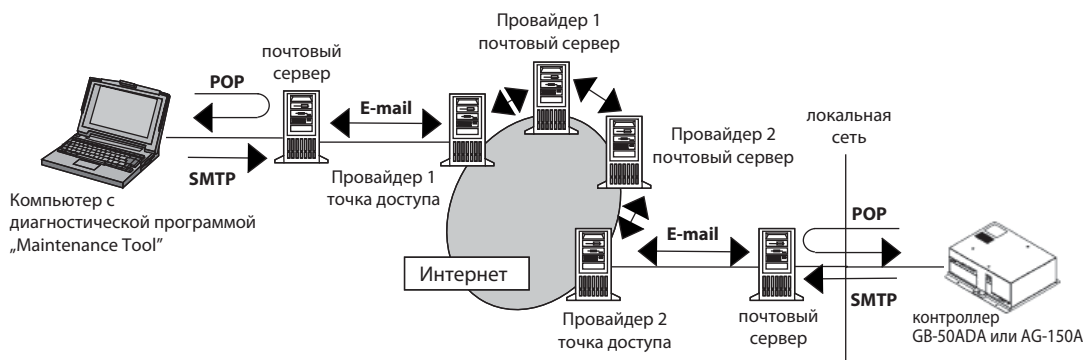 Провайдер 1
почтовый сервер
почтовый
сервер
POP
E-mail
SMTP
Провайдер 1
точка доступа
Компьютер с
диагностической программой
„Maintenance Tool”
Провайдер 2
почтовый сервер
локальная
сеть
Интернет
E-mail
POP
SMTP
Провайдер 2
точка доступа
почтовый
сервер
контроллер
GB-50ADA или AG-150A